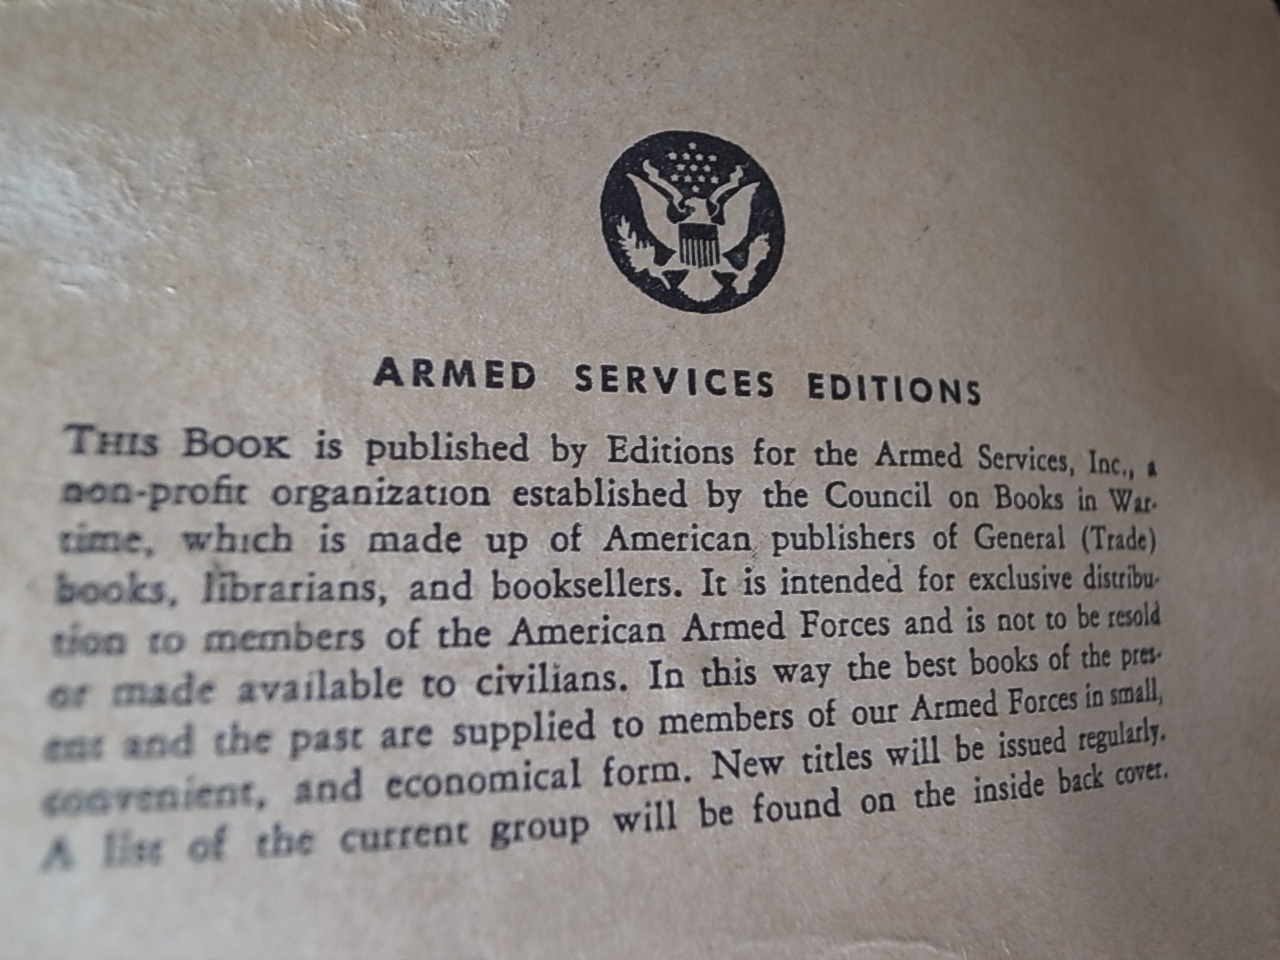 ARMED SERVICES EDITIONS
THIS BOOK is published by Editions for the Armed Services, Inc., a
non-profit organization established by the Council on Books in War-
time, which is made up of American publishers of General (Trade)
books, librarians, and booksellers. It is intended for exclusive distribu-
tion to members of the American Armed Forces and is not to be resold
or made available to civilians. In this way the best books of the pres-
ent and the past are supplied to members of our Armed Forces in small,
convenient, and economical form. New titles will be issued regularly.
A list of the current group will be found on the inside back cover.